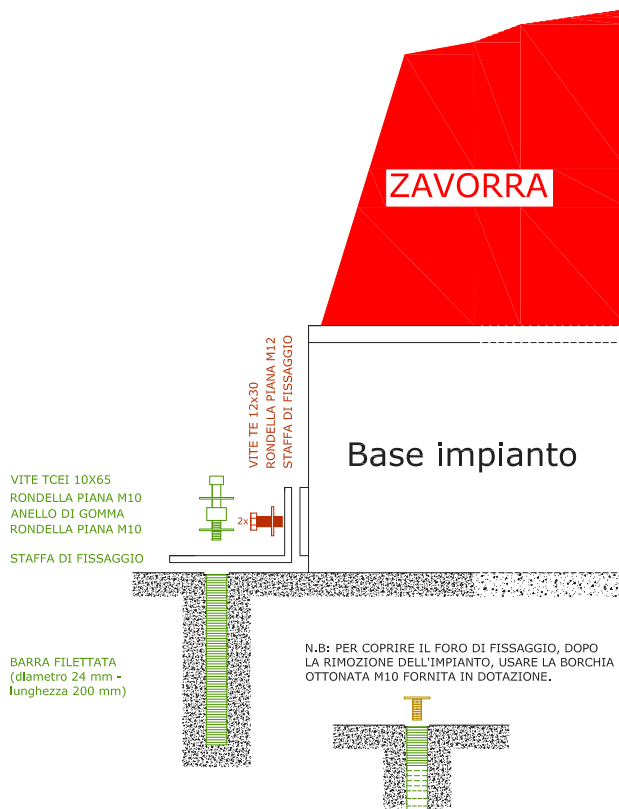 ZAVORRA
VITE TE 12x30
RONDELLA PIANA M12
STAFFA DI FISSAGGIO
Base impianto
VITE TCEI 10X65
RONDELLA PIANA M10
ANELLO DI GOMMA
RONDELLA PIANA M10
2x
STAFFA DI FISSAGGIO
N.B: PER COPRIRE IL FORO DI FISSAGGIO, DOPO
LA RIMOZIONE DELL'IMPIANTO, USARE LA BORCHIA
OTTONATA M10 FORNITA IN DOTAZIONE.
BARRA FILETTATA
(diametro 24 mm -
lunghezza 200 mm)